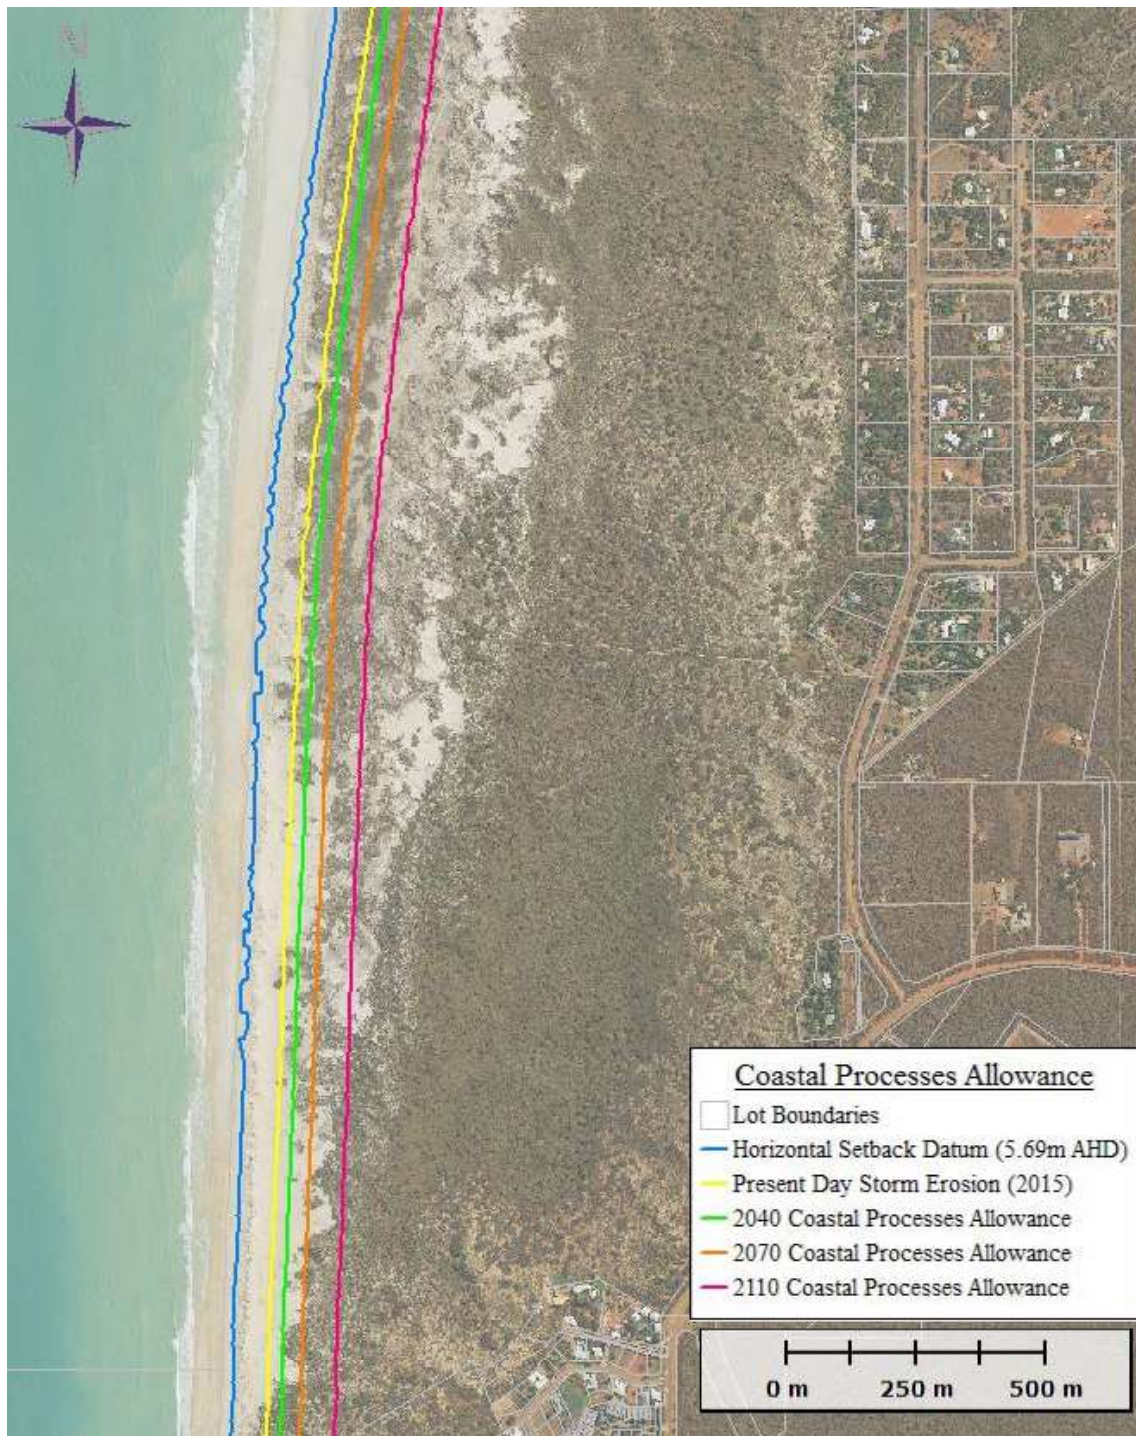 Coastal Processes Allowance
Lot Boundaries
Horizontal Setback Datum (5.69m AHD)
Present Day Storm Erosion (2015)
2040 Coastal Processes Allowance
2070 Coastal Processes Allowance
2110 Coastal Processes Allowance
0 m 250 m 500 m